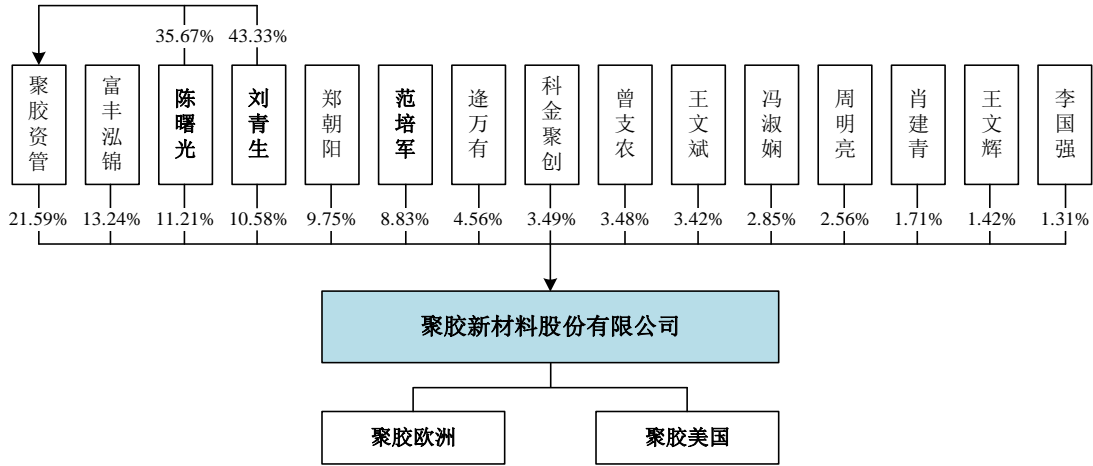 35.67% 43.33%
聚胶资管
富丰泓锦
陈曙光
刘青生
郑朝阳
范培军
逄万有
科金聚创
曾支农
王文斌
冯淑娴
周明亮
肖建青
王文辉
李国强
21.59% 13.24% 11.21% 10.58% 9.75% 8.83% 4.56% 3.49% 3.48% 3.42% 2.85% 2.56% 1.71% 1.42% 1.31%
聚胶新材料股份有限公司
聚胶欧洲 聚胶美国